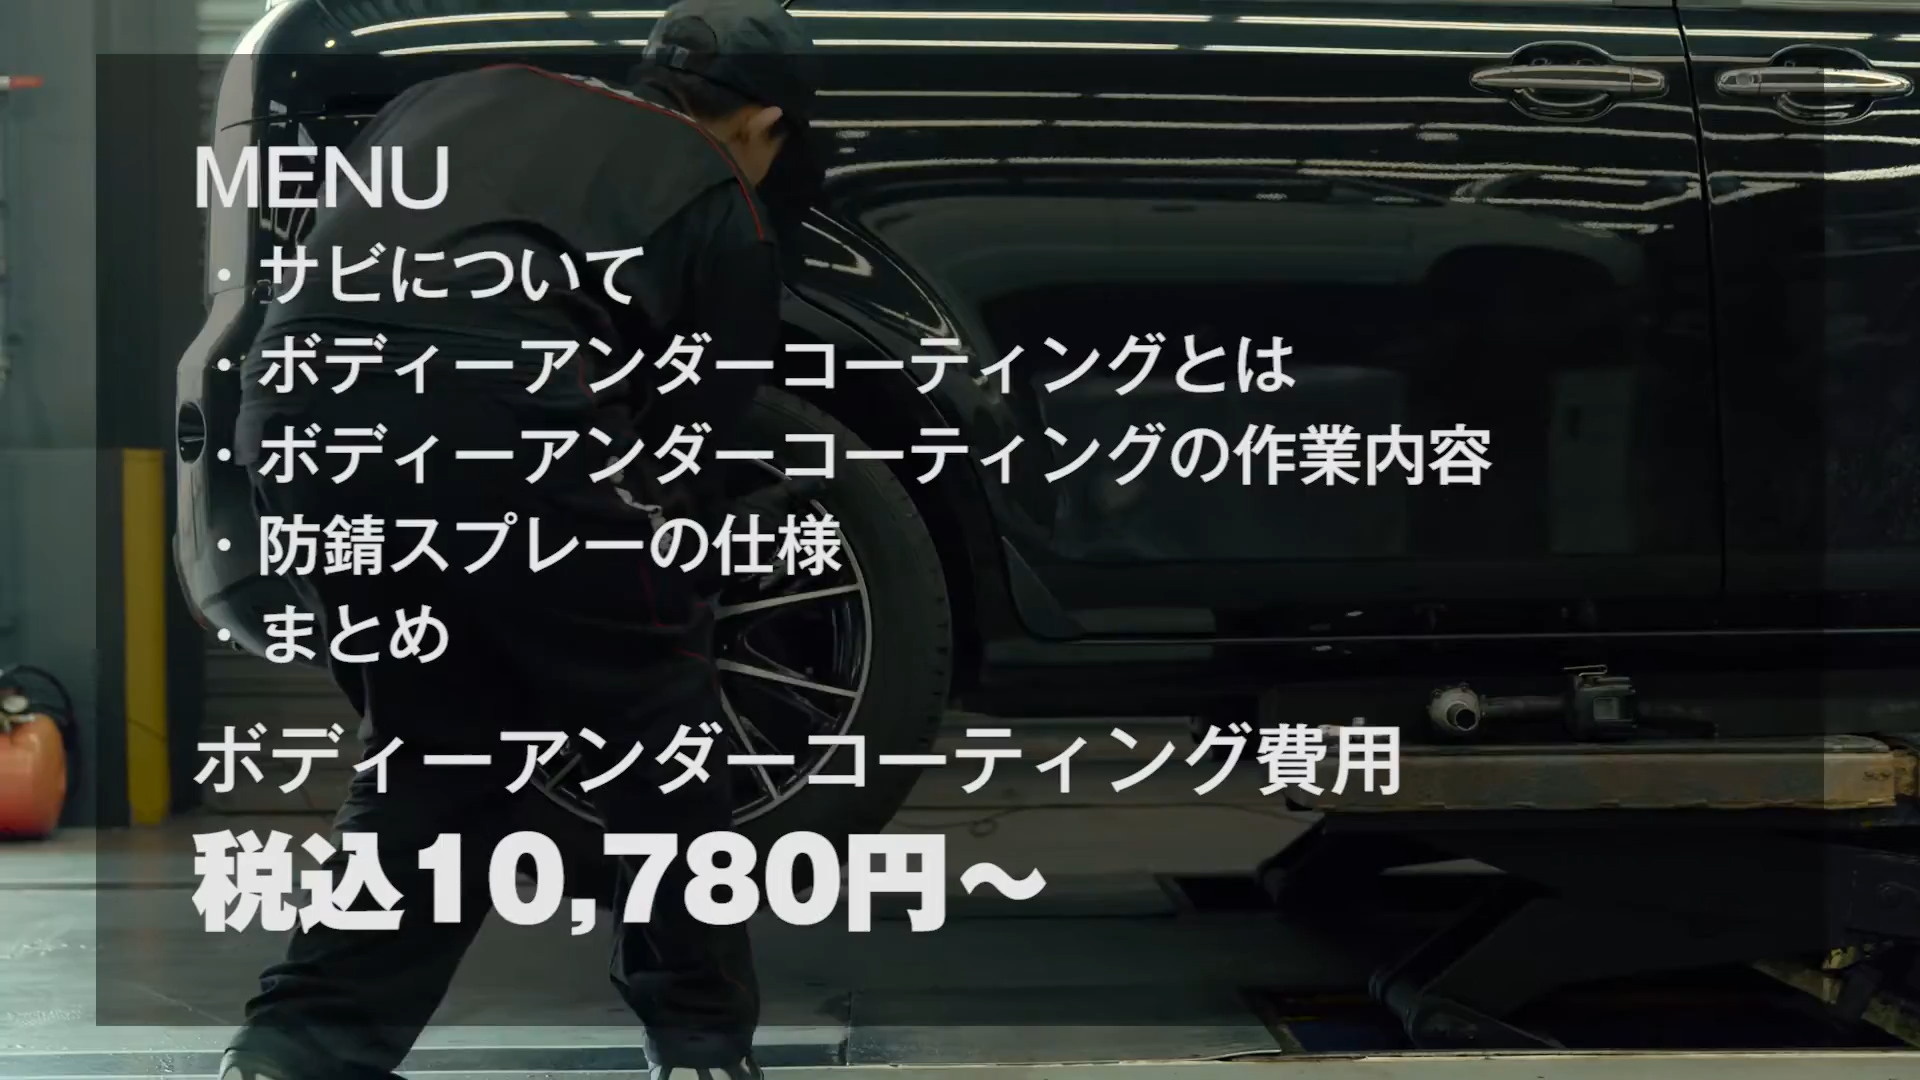 MENU
・サビについて
・ボディーアンダーコーティングとは
・ボディーアンダーコーティングの作業内容
・防錆スプレーの仕様
・まとめ
ボディーアンダーコーティング費用
税込10,780円〜